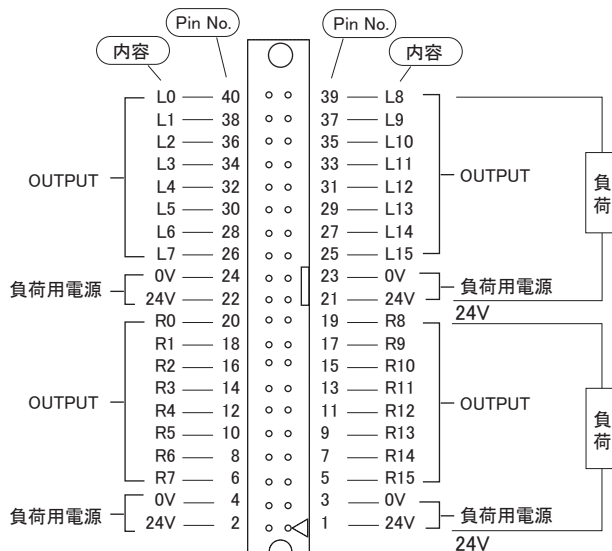 Pin No. Pin No.
内容 内容
L0 40 39 L8
L1 38 37 L9
L2 36 35 L10
L3 34 33 L11
OUTPUT L4 32 31 L12 OUTPUT 負荷
L5 30 29 L13
L6 28 27 L14
L7 26 25 L15
0V 24 23 0V
負荷用電源 24V 22 21 24V 負荷用電源
24V
R0 20 19 R8
R1 18 17 R9
R2 16 15 R10
R3 14 13 R11
OUTPUT R4 12 11 R12 OUTPUT 負荷
R5 10 9 R13
R6 8 7 R14
R7 6 5 R15
0V 4 3 0V
負荷用電源 24V 2 1 24V 負荷用電源
24V